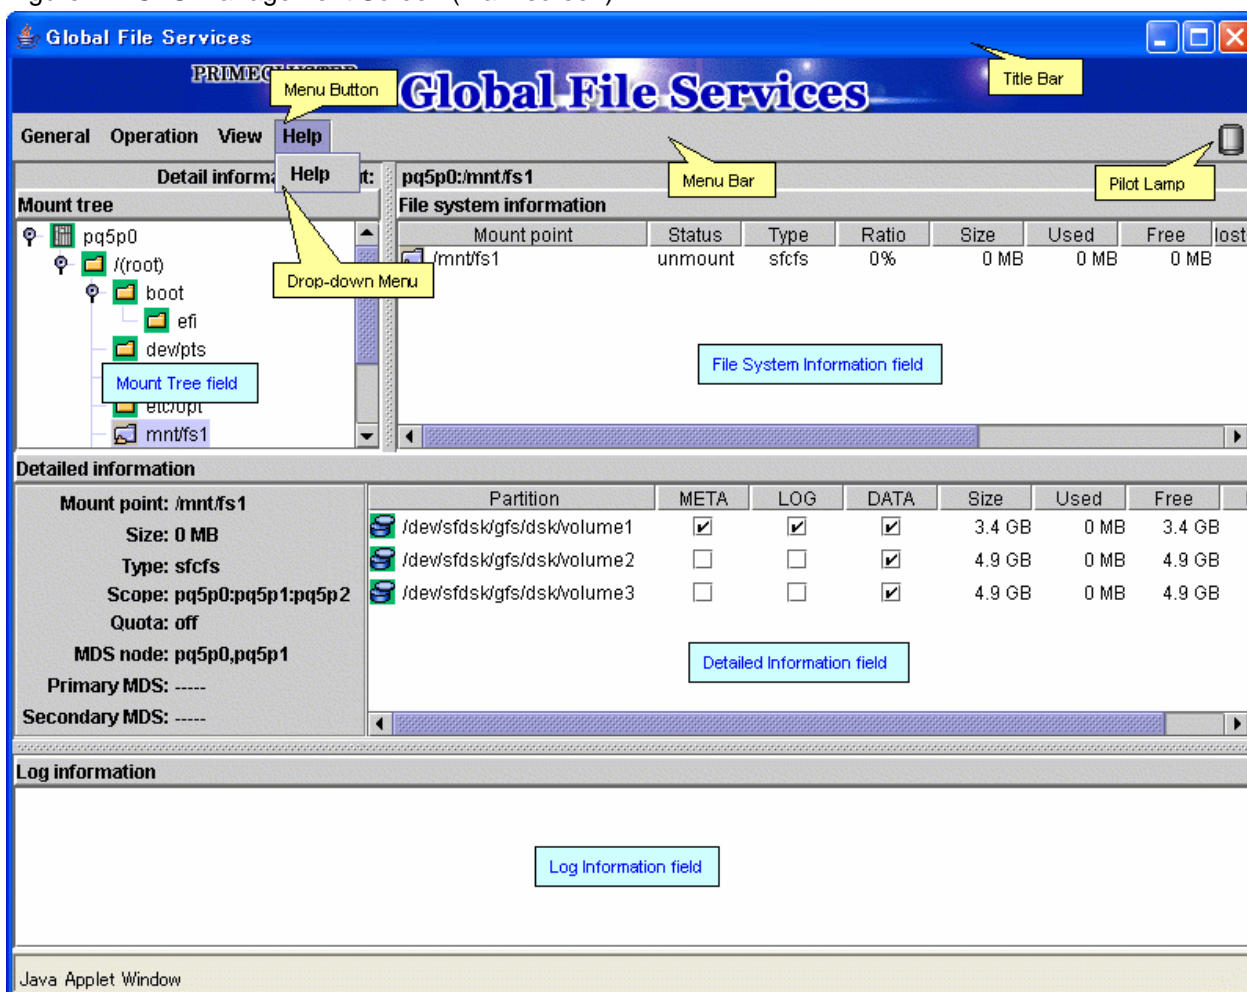 Global File Services
Global File Services
Title Bar
Menu Button
General Operation View Help
Help
Menu Bar
Pilot Lamp
Detail informa t: pq5p0:/mnt/fs1
Mount tree
File system information
Mount point Status Type Ratio Size Used Free
/mnt/fs1 unmount sfcfs 0% 0 MB 0 MB 0 MB
pq5p0
/(root)
boot
efi
dev/pts
etc/opt
mnt/fs1
Drop-down Menu
Mount Tree field
File System Information field
Detailed information
Mount point: /mnt/fs1
Size: 0 MB
Type: sfcfs
Scope: pq5p0:pq5p1:pq5p2
Quota: off
MDS node: pq5p0,pq5p1
Primary MDS: -----
Secondary MDS: -----
Partition META LOG DATA Size Used Free
/dev/sfdsk/gfs/dsk/volume1 3.4 GB 0 MB 3.4 GB
/dev/sfdsk/gfs/dsk/volume2 4.9 GB 0 MB 4.9 GB
/dev/sfdsk/gfs/dsk/volume3 4.9 GB 0 MB 4.9 GB
Detailed Information field
Log information
Log Information field
Java Applet Window